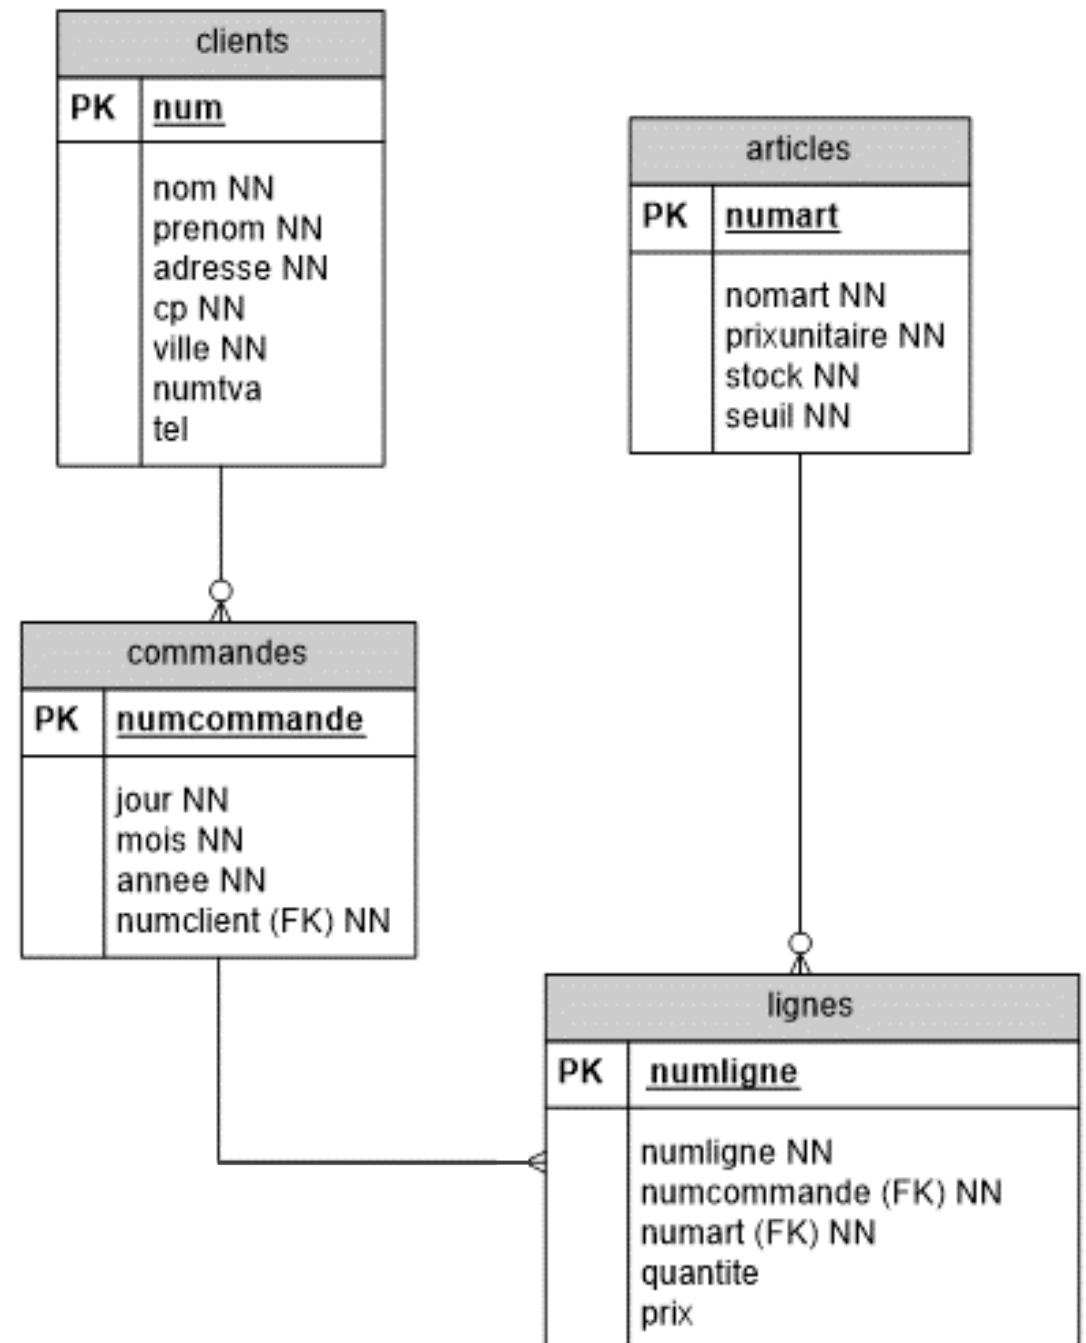 clients
PK num
nom NN
prenom NN
adresse NN
cp NN
ville NN
numtva
tel
articles
PK numart
nomart NN
prixunitaire NN
stock NN
seuil NN
commandes
PK numcommande
jour NN
mois NN
annee NN
numclient (FK) NN
lignes
PK numligne
numligne NN
numcommande (FK) NN
numart (FK) NN
quantite
prix